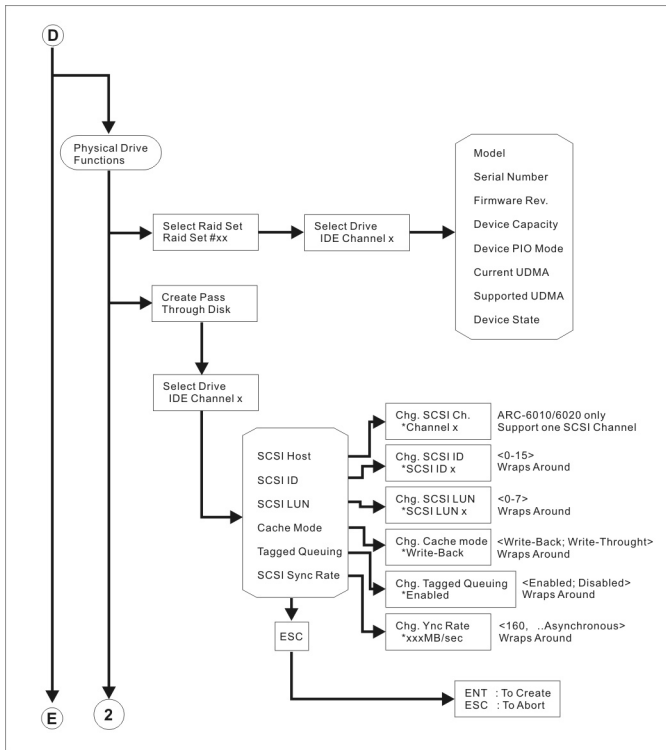 D
Physical Drive
Functions
Select Raid Set
Raid Set #xx
Select Drive
IDE Channel x
Model
Serial Number
Firmware Rev.
Device Capacity
Device PIO Mode
Current UDMA
Supported UDMA
Device State
Create Pass
Through Disk
Select Drive
IDE Channel x
SCSI Host
SCSI ID
SCSI LUN
Cache Mode
Tagged Queuing
SCSI Sync Rate
Chg. SCSI Ch.
*Channel x
ARC-6010/6020 only
Support one SCSI Channel
Chg. SCSI ID
*SCSI ID x
<0-15>
Wraps Around
Chg. SCSI LUN
*SCSI LUN x
<0-7>
Wraps Around
Chg. Cache mode
*Write-Back
<Write-Back; Write-Throught>
Wraps Around
Chg. Tagged Queuing
*Enabled
<Enabled; Disabled>
Wraps Around
Chg. Ync Rate
*xxxMB/sec
<160, ..Asynchronous>
Wraps Around
ESC
ENT : To Create
ESC : To Abort
E
2